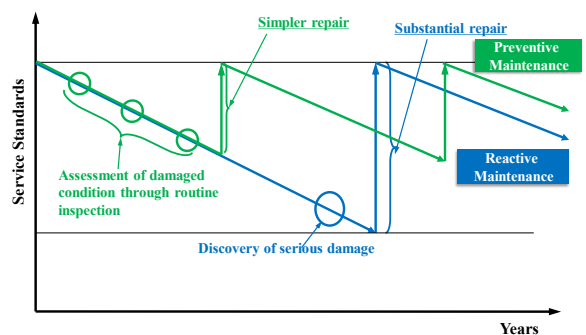 Simpler repair
Substantial repair
Preventive
Maintenance
Service Standards
Assessment of damaged
condition through routine
inspection
Reactive
Maintenance
Discovery of serious damage
Years